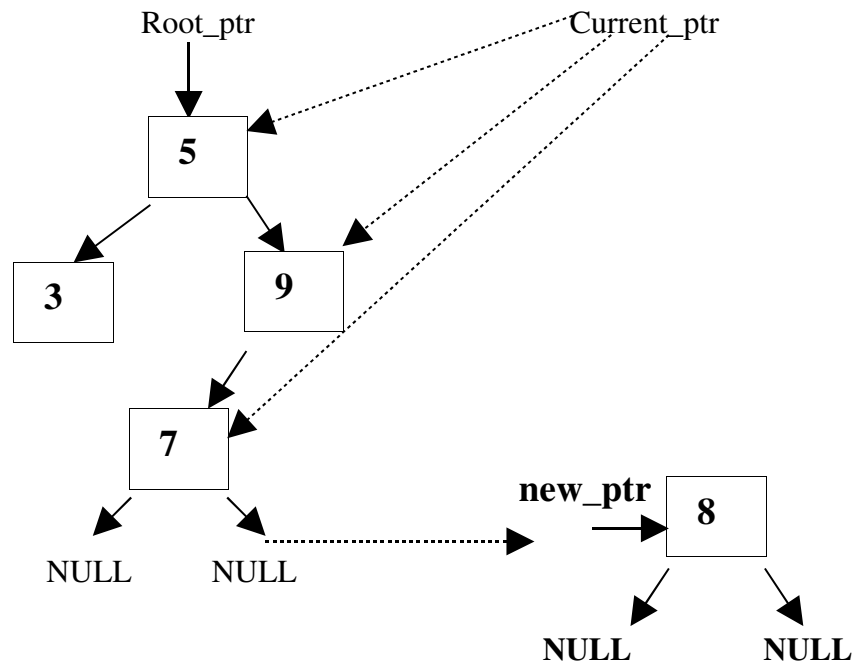 Root_ptr
Current_ptr
5
3
9
7
new_ptr
8
NULL
NULL
NULL
NULL